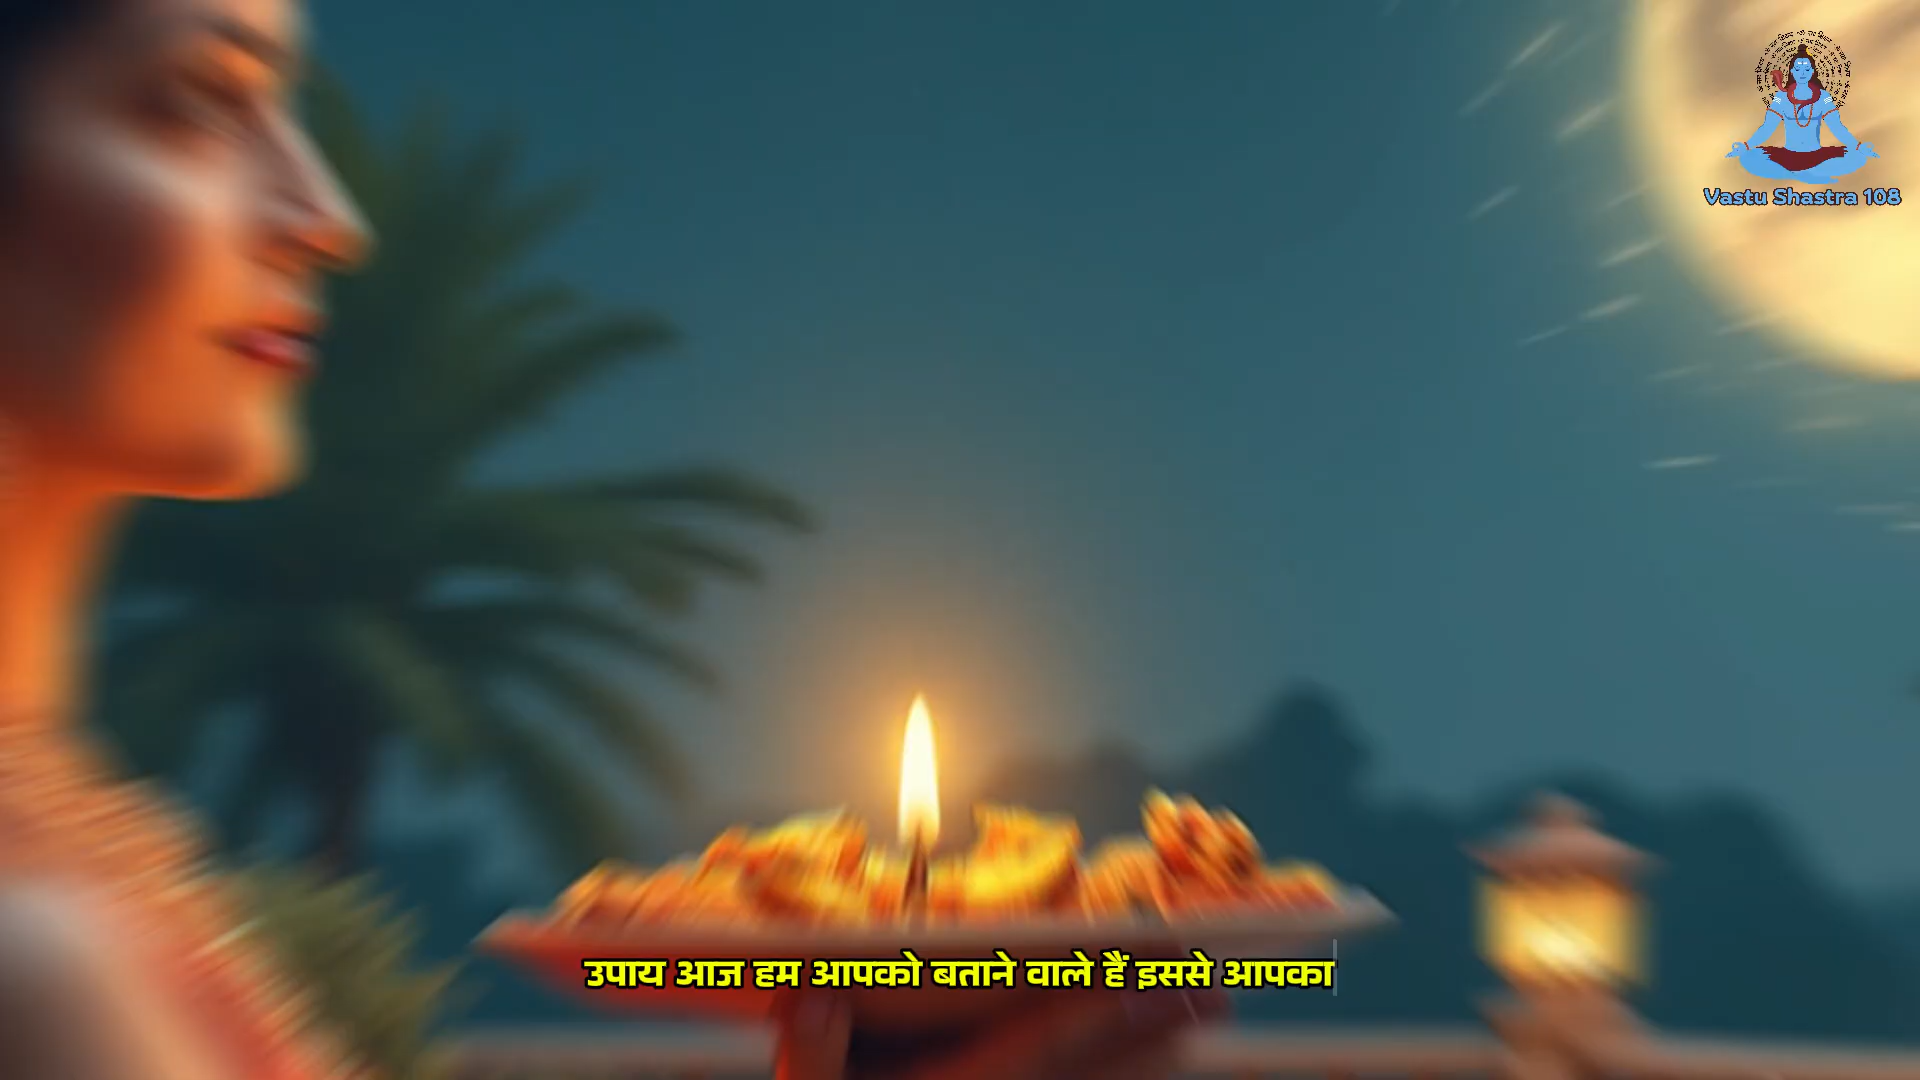 Vastu Shastra 108
उपाय आज हम आपको बताने वाले हैं इससे आपका